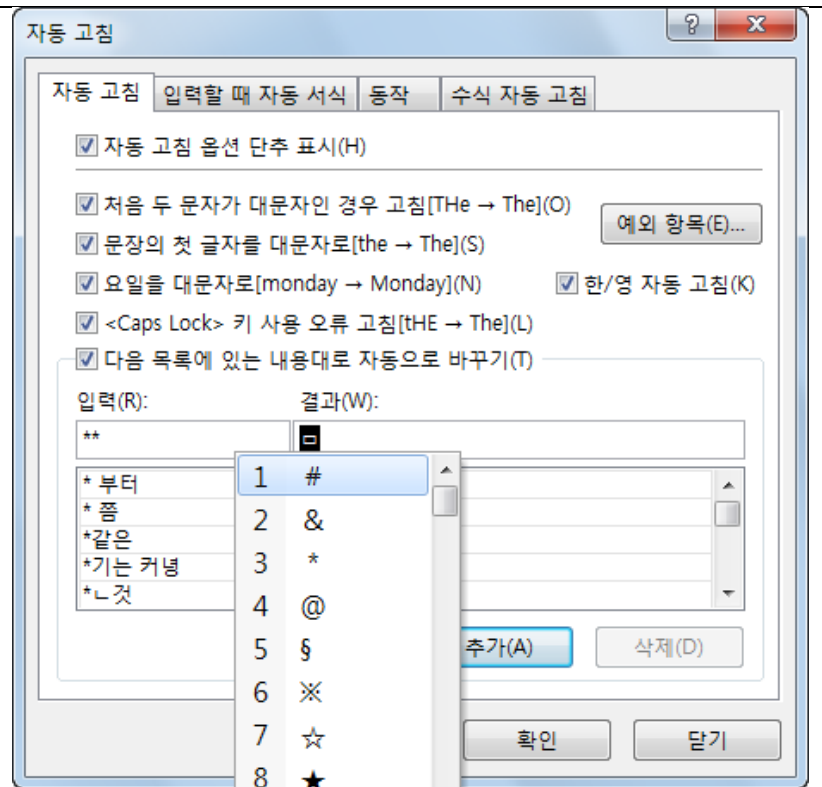 자동 고침
자동 고침 입력할 때 자동 서식 동작 수식 자동 고침
자동 고침 옵션 단추 표시(H)
처음 두 문자가 대문자인 경우 고침[THe → The](O)
예외 항목(E)...
문장의 첫 글자를 대문자로[the → The](S)
요일을 대문자로[monday → Monday](N)
한/영 자동 고침(K)
<Caps Lock> 키 사용 오류 고침[tHE → The](L)
다음 목록에 있는 내용대로 자동으로 바꾸기(T)
입력(R): 결과(W):
** ㅁ
* 부터
* 쯤
*같은
*기는 커녕
*ㄴ것
1 #
2 &
3 *
4 @
5 §
6 ※
7 ☆
8 ★
추가(A) 삭제(D)
확인 닫기